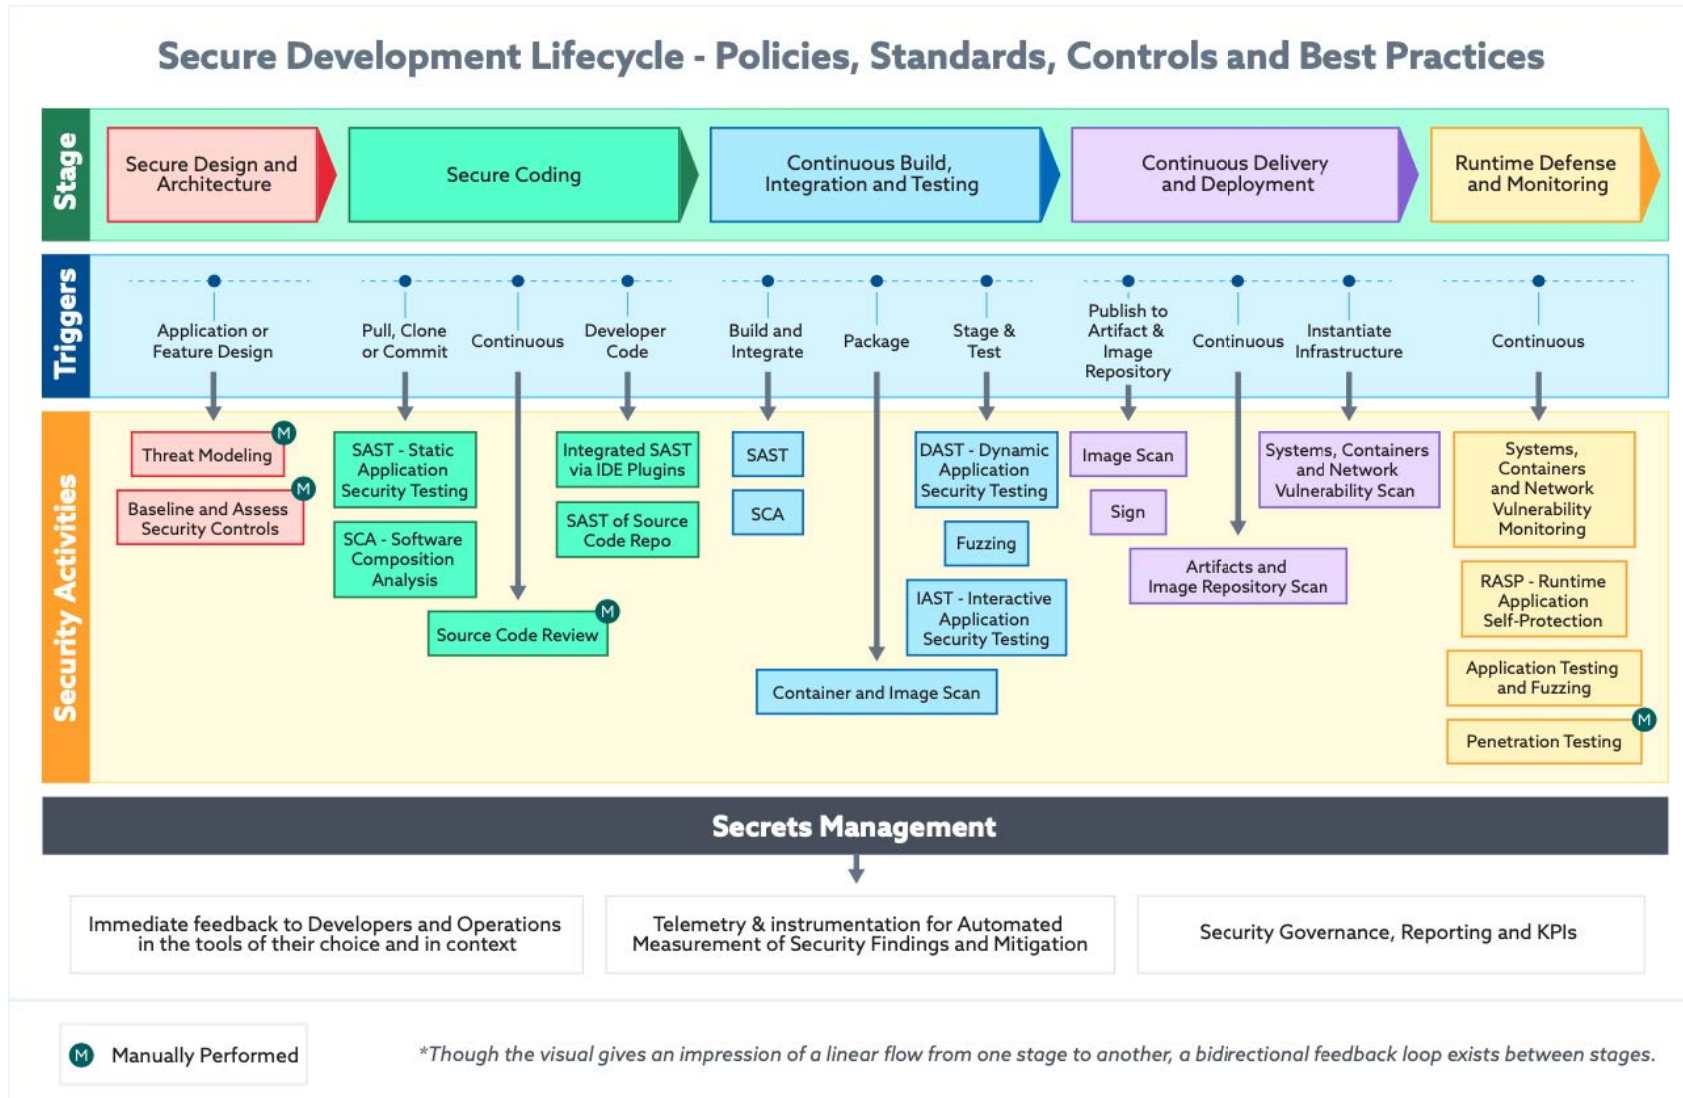 Secure Development Lifecycle - Policies, Standards, Controls and Best Practices
Stage
Secure Design and
Architecture
Secure Coding
Continuous Build,
Integration and Testing
Continuous Delivery
and Deployment
Runtime Defense
and Monitoring
Triggers
Application or
Feature Design
Pull, Clone
or Commit
Continuous
Developer
Code
Build and
Integrate
Package
Stage &
Test
Publish to
Artifact &
Image
Repository
Continuous
Instantiate
Infrastructure
Continuous
Security Activities
Threat Modeling
M
Baseline and Assess
Security Controls
M
SAST - Static
Application
Security Testing
SCA - Software
Composition
Analysis
Source Code Review
M
Integrated SAST
via IDE Plugins
SAST of Source
Code Repo
SAST
SCA
Container and Image Scan
DAST - Dynamic
Application
Security Testing
Fuzzing
IAST - Interactive
Application
Security Testing
Image Scan
Sign
Artifacts and
Image Repository Scan
Systems, Containers
and Network
Vulnerability Scan
Systems,
Containers
and Network
Vulnerability
Monitoring
RASP - Runtime
Application
Self-Protection
Application Testing
and Fuzzing
Penetration Testing
M
Secrets Management
Immediate feedback to Developers and Operations
in the tools of their choice and in context
Telemetry & instrumentation for Automated
Measurement of Security Findings and Mitigation
Security Governance, Reporting and KPIs
M Manually Performed
*Though the visual gives an impression of a linear flow from one stage to another, a bidirectional feedback loop exists between stages.